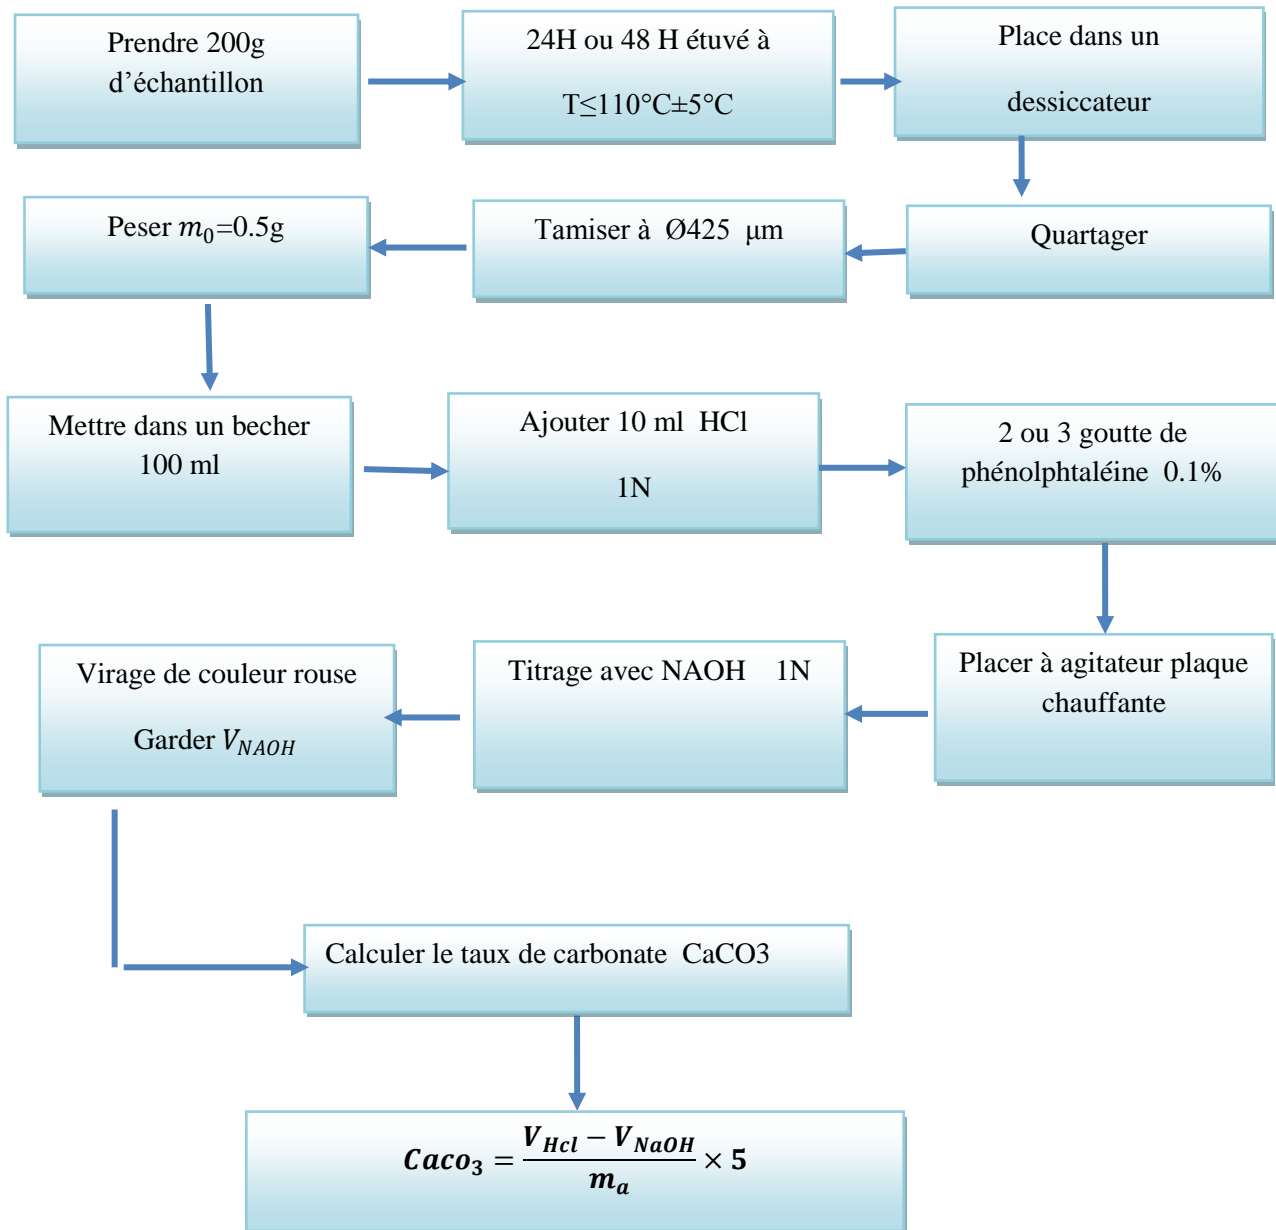 Prendre 200g
d’échantillon
24H ou 48 H étuvé à
T≤110°C±5°C
Place dans un
dessiccateur
Quartager
Tamiser à Ø425 μm
Peser m₀=0.5g
Mettre dans un becher
100 ml
Ajouter 10 ml HCl
1N
2 ou 3 goutte de
phénolphtaléine 0.1%
Placer à agitateur plaque
chauffante
Titrage avec NAOH 1N
Virage de couleur rouse
Garder V_NAOH
Calculer le taux de carbonate CaCO3
Caco₃ = (V_Hcl − V_NaOH) / m_a × 5